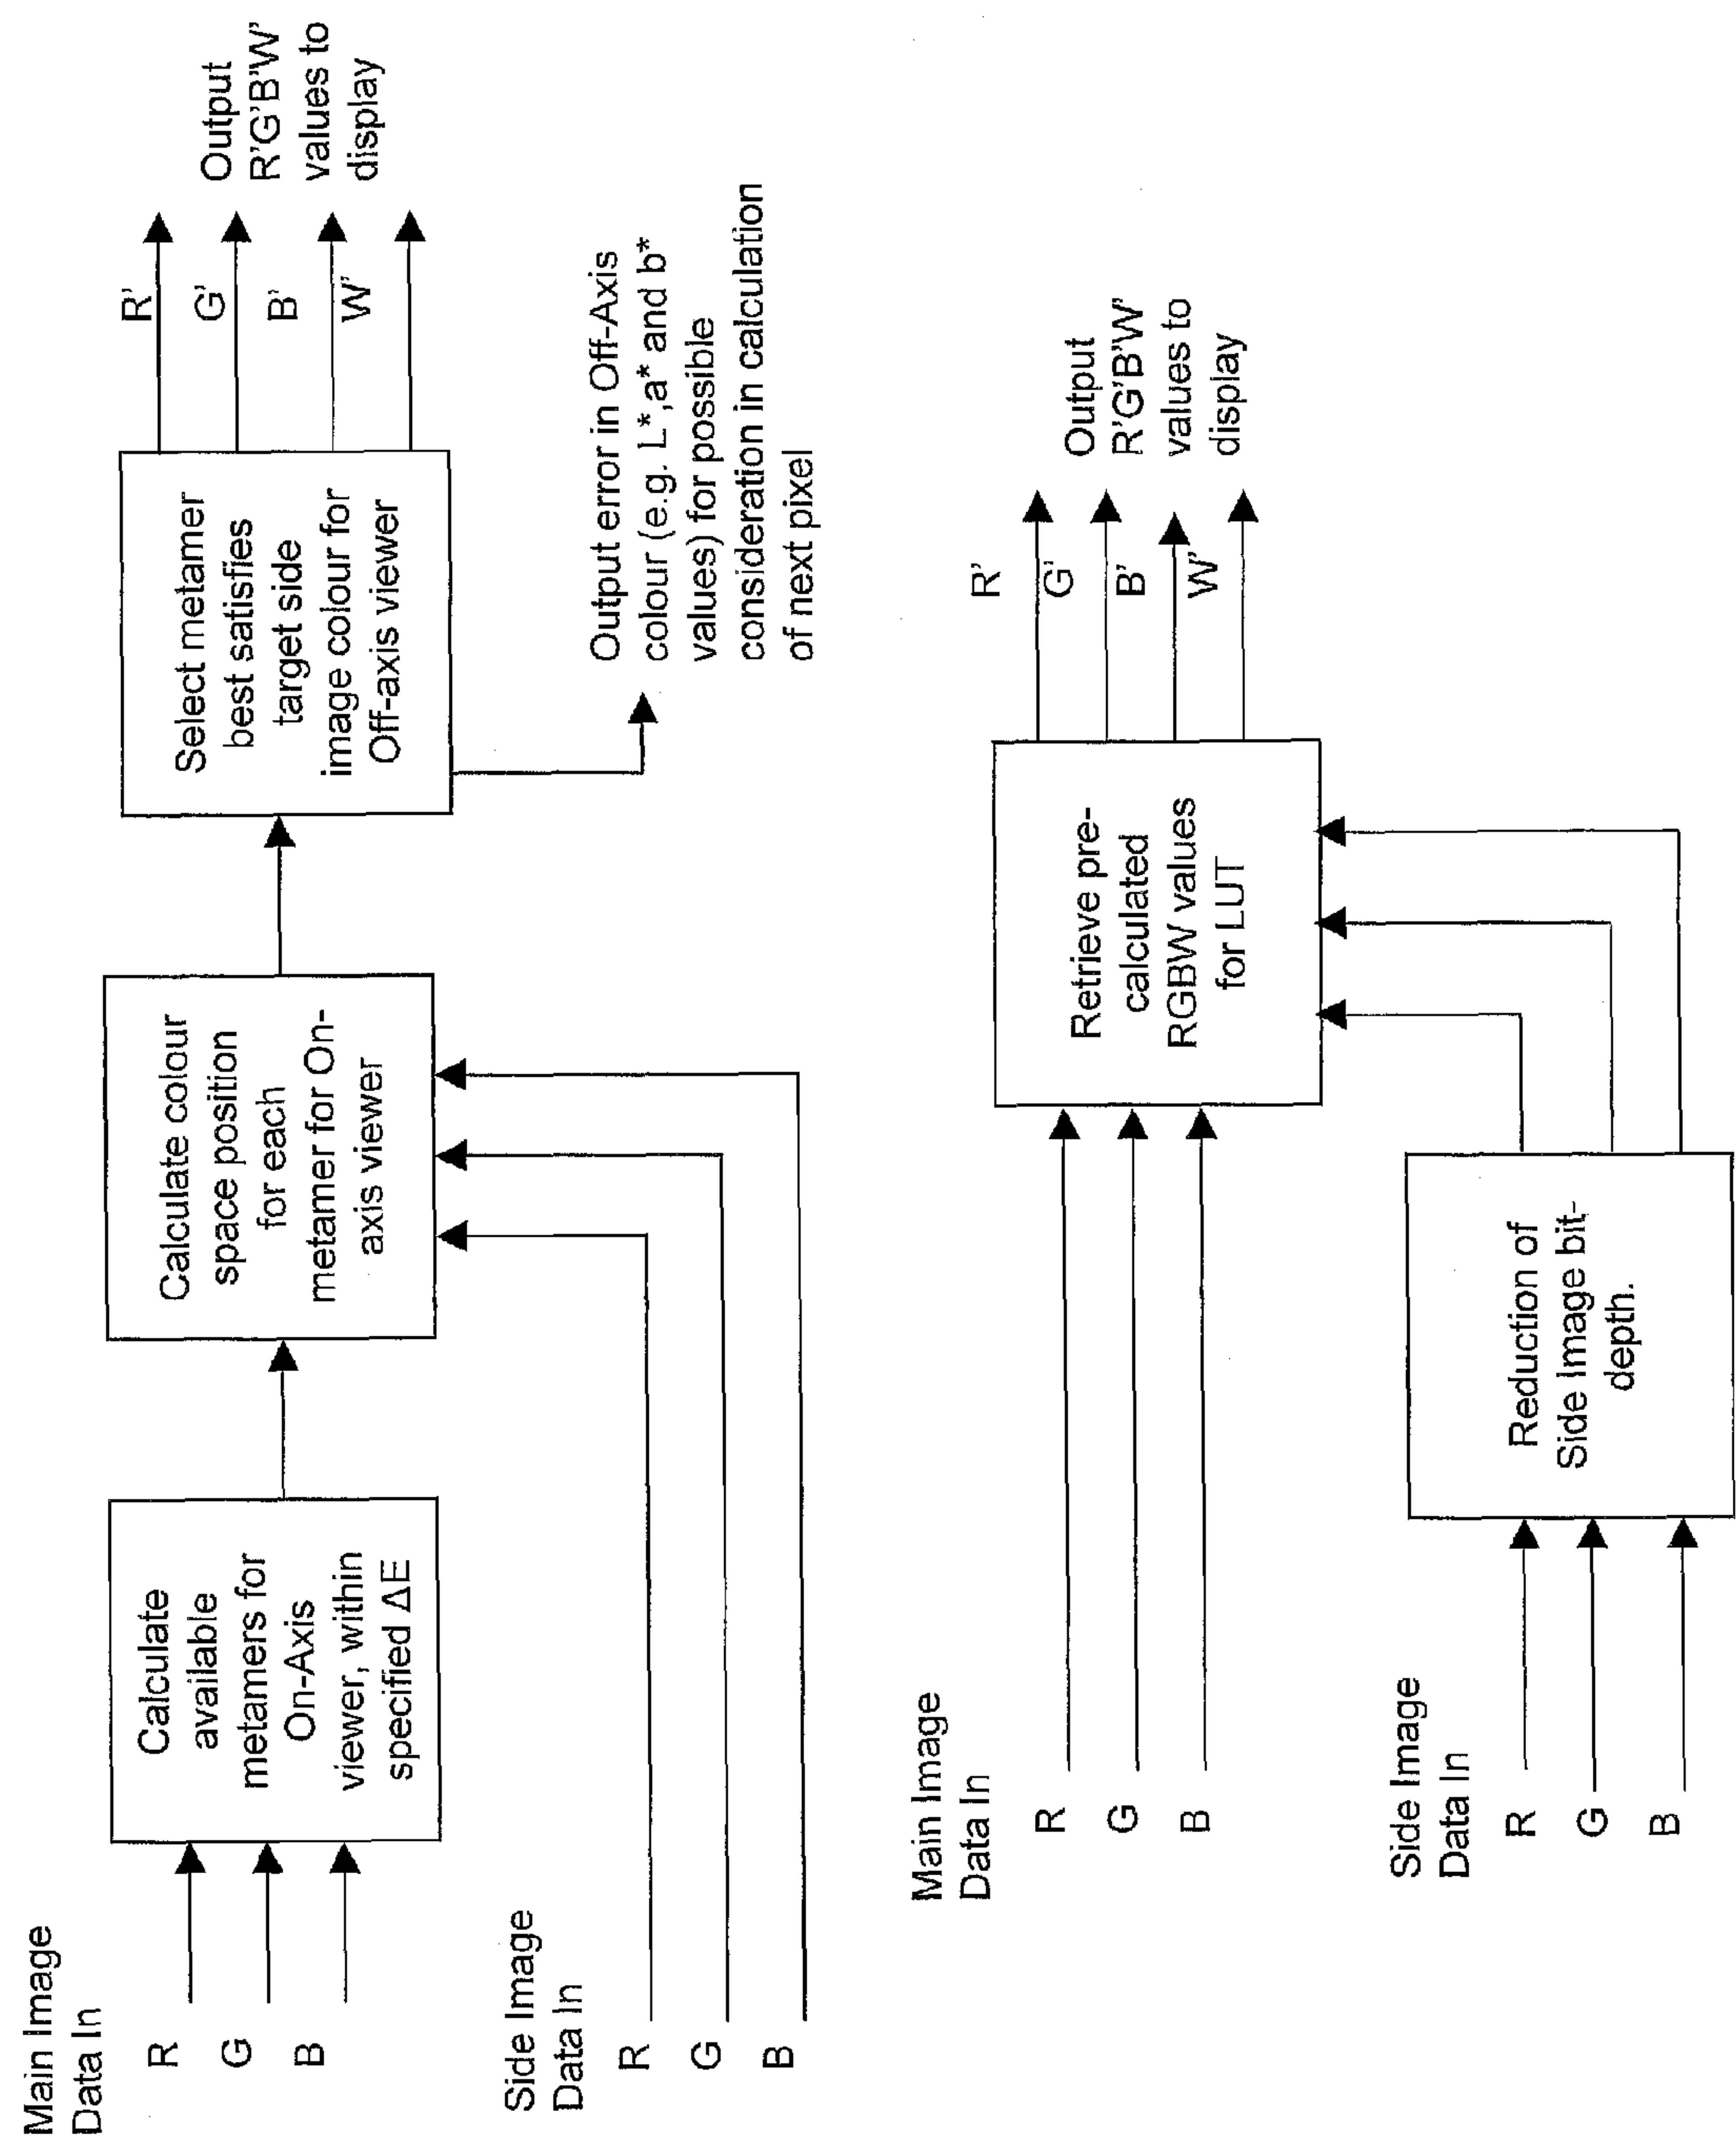 Main Image
Data In
R
G
B
Calculate
available
metamers for
On-Axis
viewer, within
specified ΔE
Side Image
Data In
R
G
B
Calculate colour
space position
for each
metamer for On-
axis viewer
Select metamer
best satisfies
target side
image colour for
Off-axis viewer
R'
G'
B'
W'
Output
R'G'B'W'
values to
display
Output error in Off-Axis
colour (e.g. L*,a* and b*
values) for possible
consideration in calculation
of next pixel
Main Image
Data In
R
G
B
Side Image
Data In
R
G
B
Reduction of
Side Image bit-
depth.
Retrieve pre-
calculated
RGBW values
for LUT
R'
G'
B'
W'
Output
R'G'B'W'
values to
display